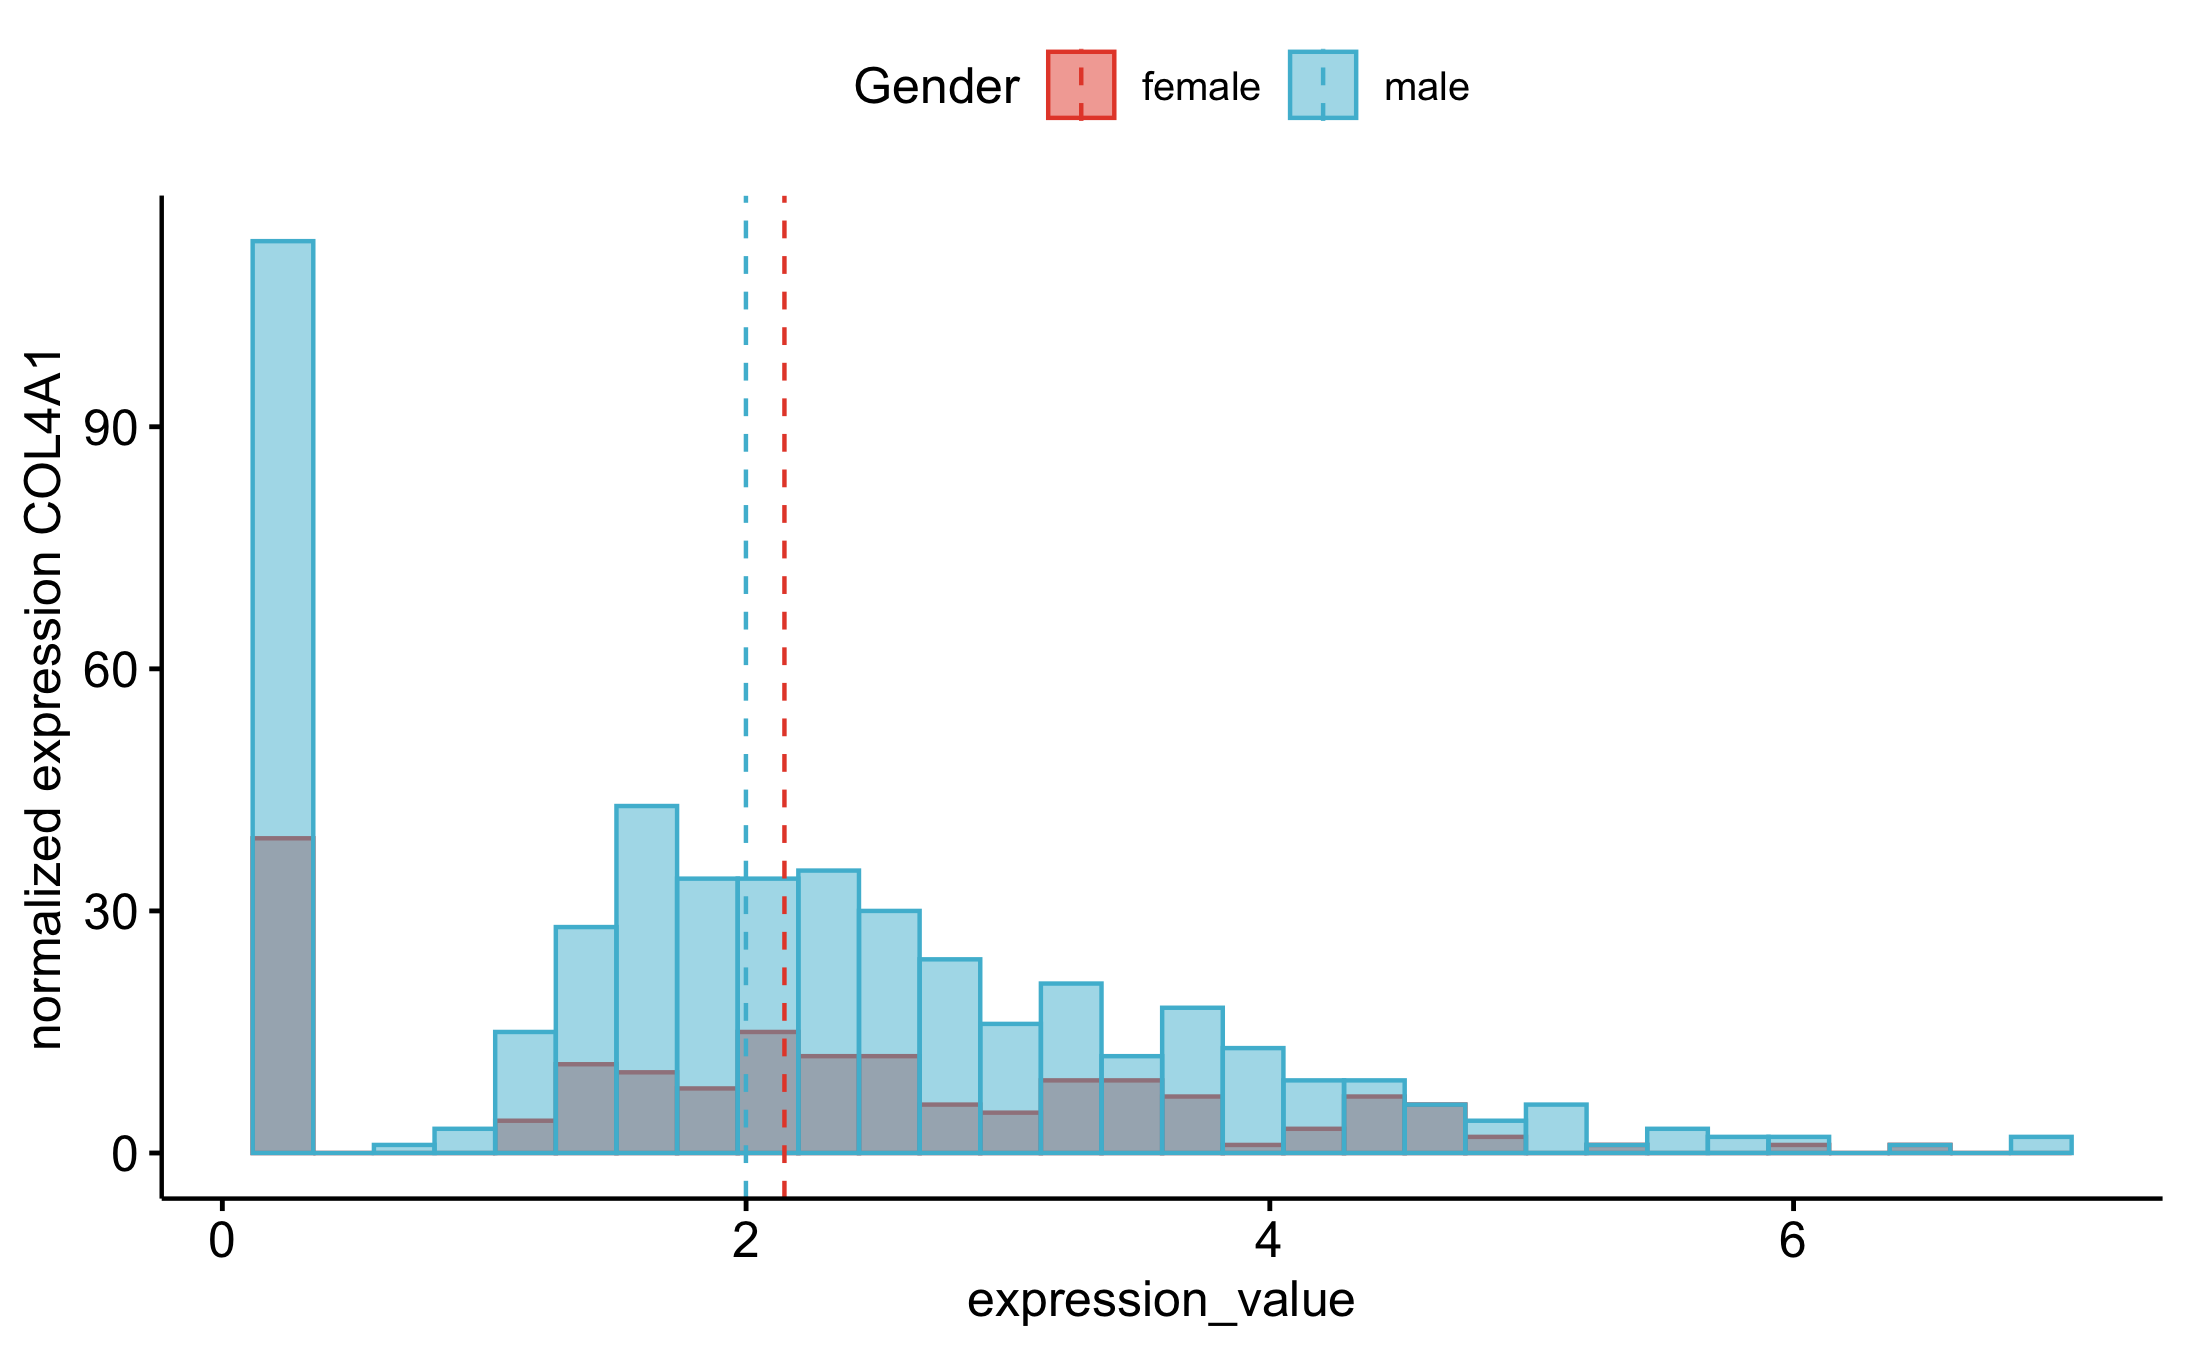 Gender female male
normalized expression COL4A1
90
60
30
0
0 2 4 6
expression_value